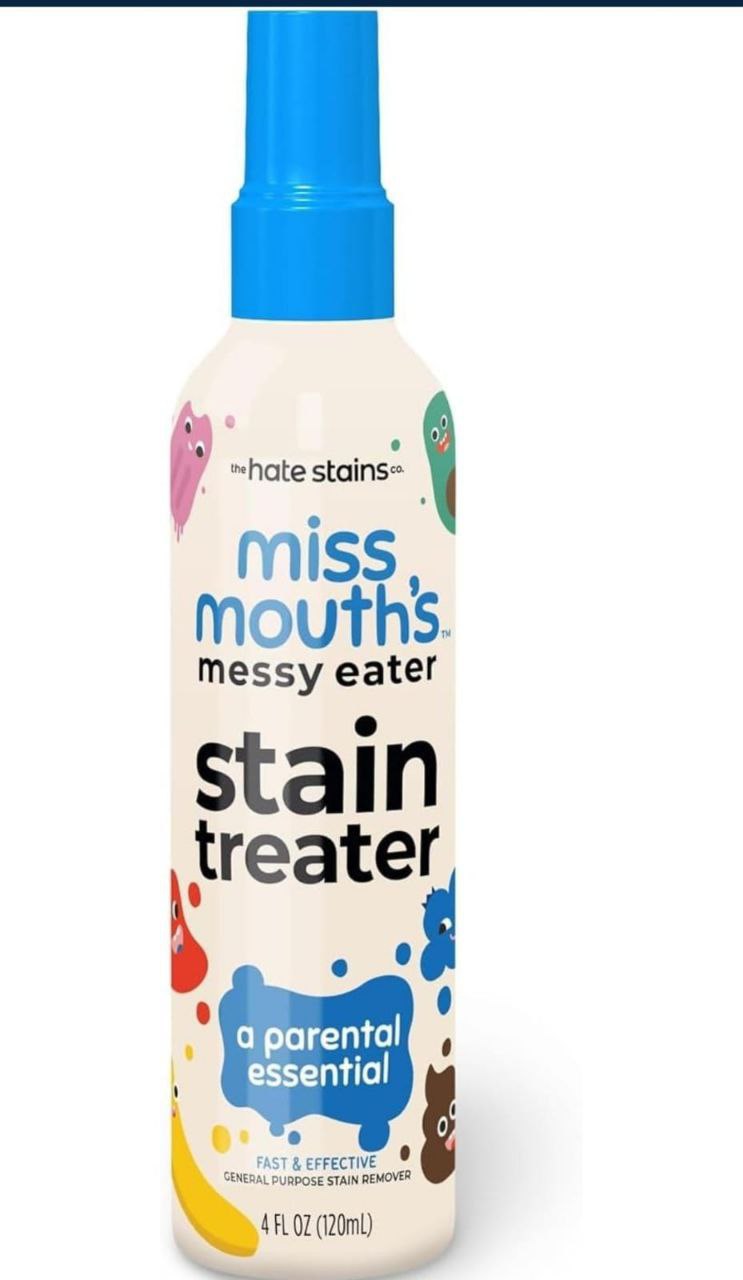 the hate stains co.
miss
mouth's™
messy eater
stain
treater
a parental
essential
FAST & EFFECTIVE
GENERAL PURPOSE STAIN REMOVER
4 FL OZ (120mL)